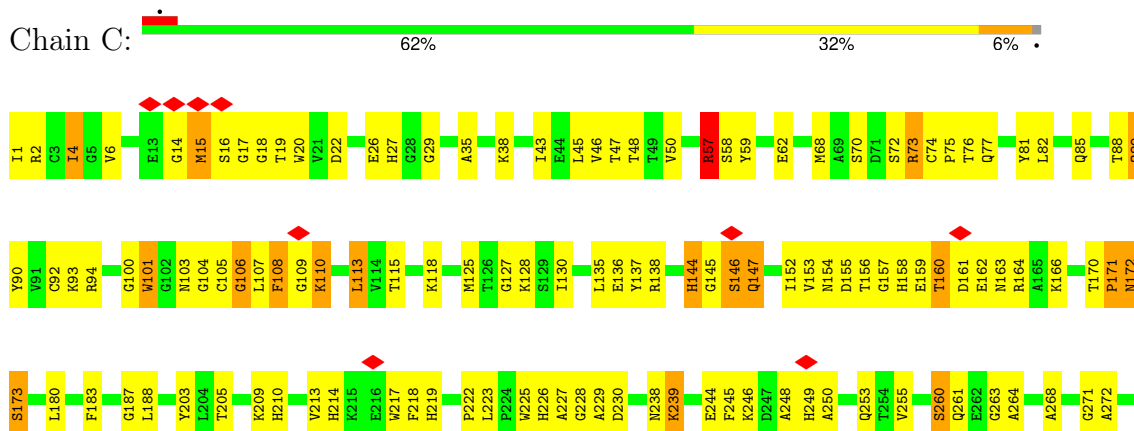 Chain C:
62% 32% 6%
I1 R2 C3 I4 G5 V6 E13 G14 M15 S16 G17 G18 T19 W20 V21 D22 E26 H27 G28 G29 A35 K38 I43 E44 L45 V46 T47 T48 T49 V50 R57 S58 Y59 E62 M68 A69 S70 D71 S72 R73 C74 P75 T76 Q77 Y81 L82 Q85 T88
Y90 V91 C92 K93 R94 G100 W101 G102 N103 G104 C105 G106 L107 F108 G109 K110 L113 V114 T115 K118 M125 T126 G127 K128 S129 I130 L135 E136 Y137 R138 H144 G145 S146 Q147 I152 V153 N154 D155 T156 G157 H158 E159 T160 D161 E162 N163 R164 A165 K166 T170 P171 N172
S173 L180 F183 G187 L188 Y203 L204 T205 K209 H210 V213 H214 K215 E216 W217 F218 H219 P222 L223 P224 W225 H226 A227 G228 A229 D230 N238 K239 E244 F245 K246 D247 A248 H249 A250 Q253 T254 V255 S260 Q261 E262 G263 A264 A268 G271 A272